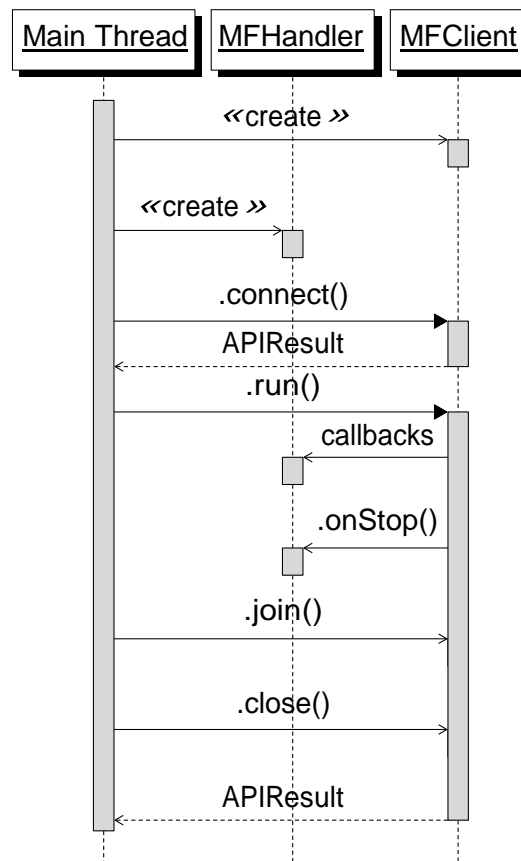 Main Thread MFHandler MFClient
«create»
«create»
.connect()
APIResult
.run()
callbacks
.onStop()
.join()
.close()
APIResult